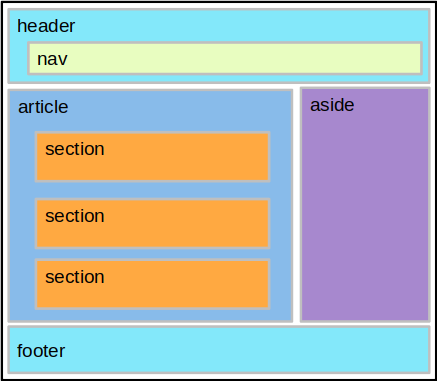 header
nav
article
aside
section
section
section
footer